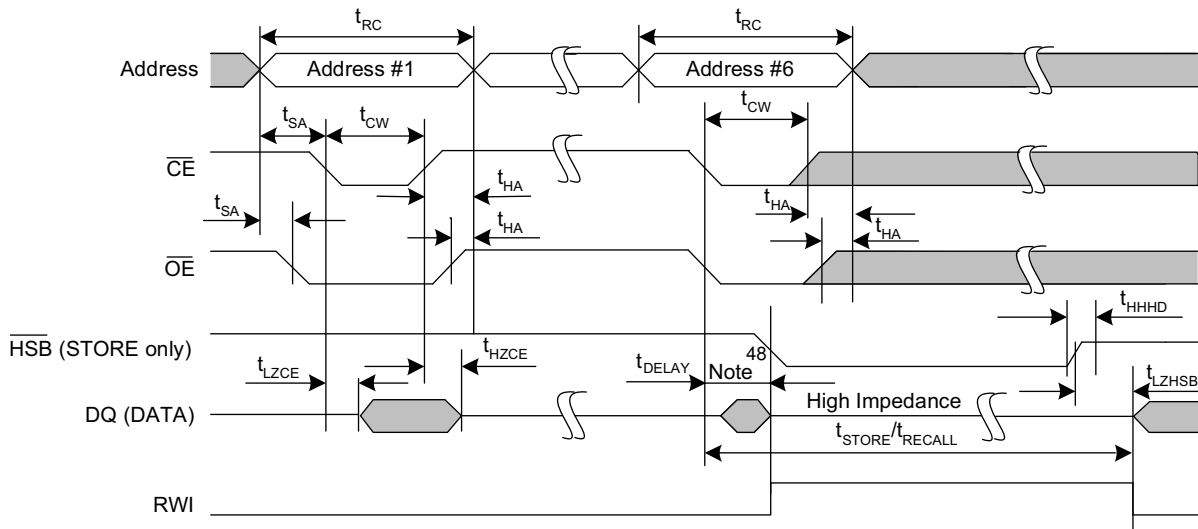 tRC tRC
Address Address #1 Address #6
tCW
tSA tCW
CE
tHA
tSA tHA
tHA tHA
OE
tHHHD
HSB (STORE only)
tLZCE tHZCE tDELAY Note 48 tLZHSB
DQ (DATA) High Impedance
tSTORE/tRECALL
RWI